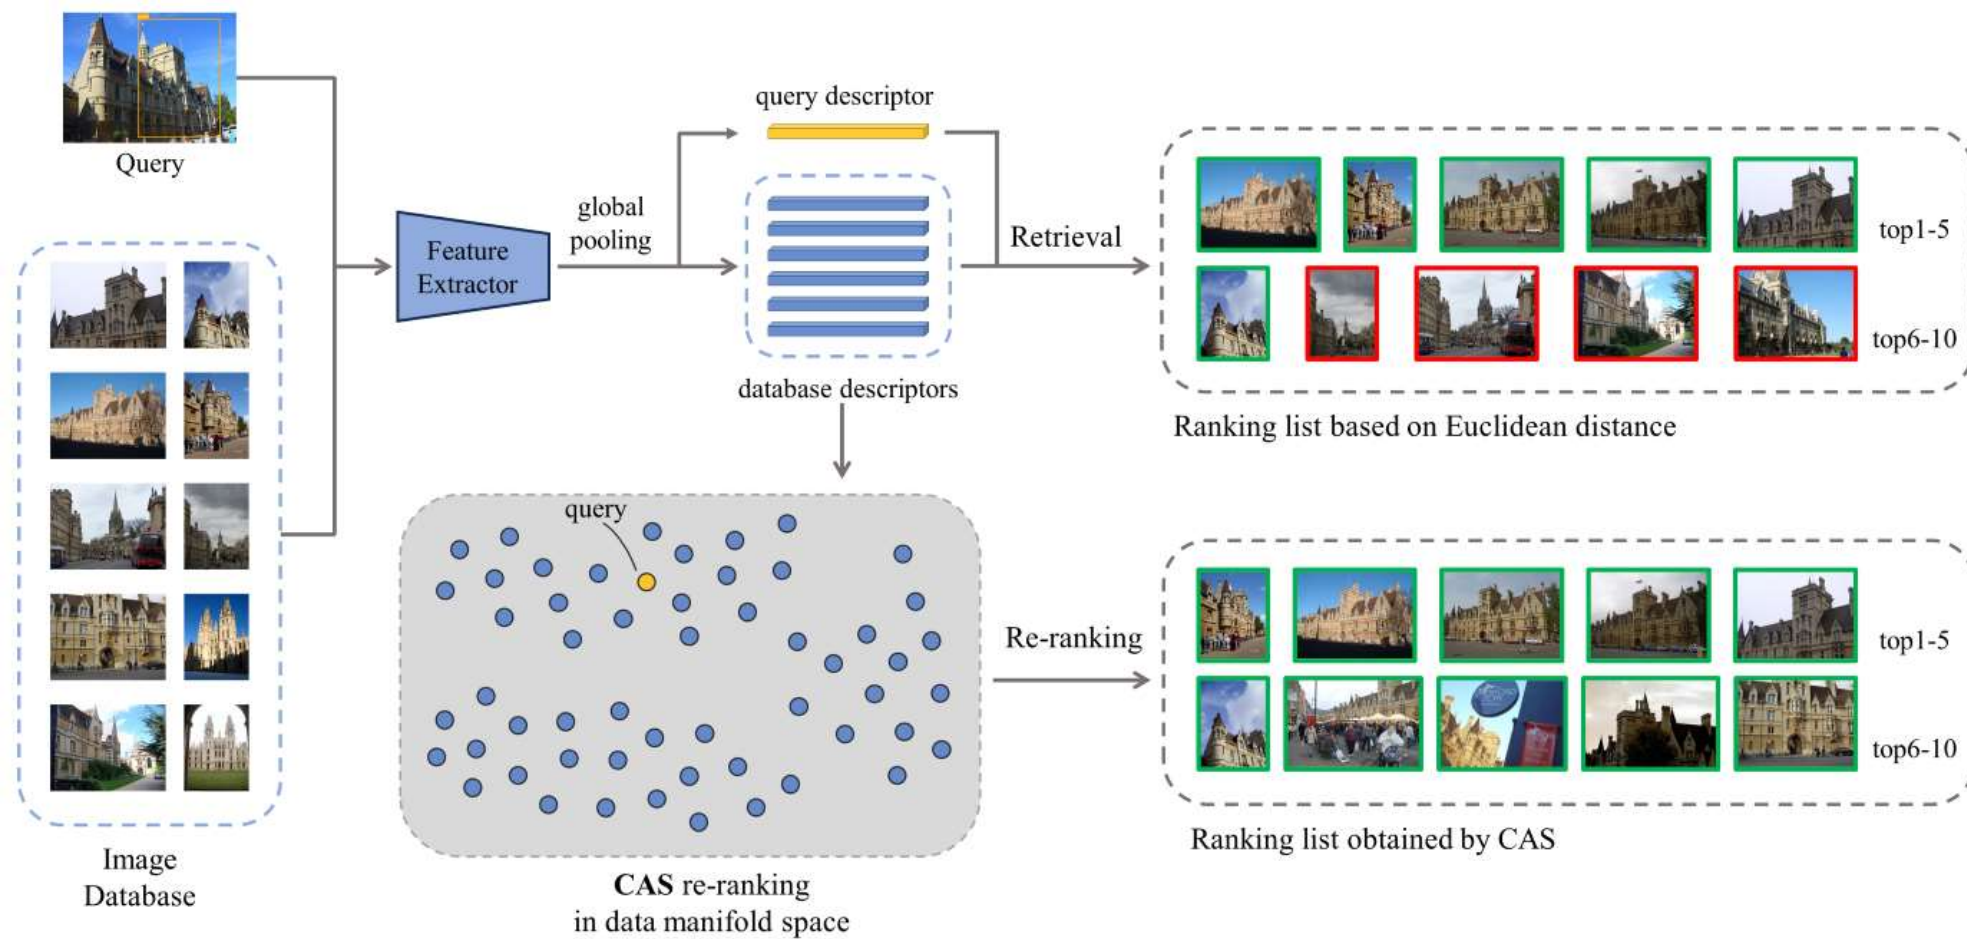 Query
Image
Database
Feature
Extractor
global
pooling
query descriptor
database descriptors
Retrieval
top1-5
top6-10
Ranking list based on Euclidean distance
query
CAS re-ranking
in data manifold space
Re-ranking
top1-5
top6-10
Ranking list obtained by CAS